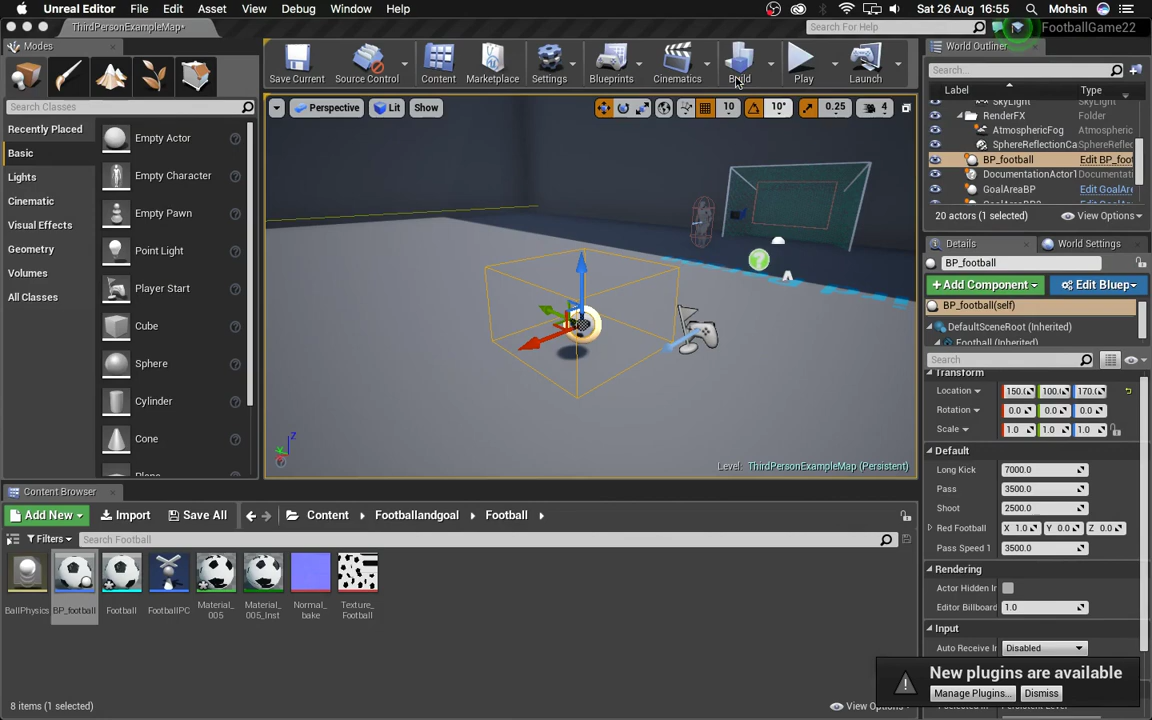 Unreal Editor File Edit Asset Window Debug Window Help Sat 26 Aug 16:55 Mohsin
ThirdPersonExampleMap* Search For Help FootballGame22
Modes World Outliner
Save Current Source Control Content Marketplace Settings Blueprints Cinematics Build Play Launch
Search...
Label Type
SkyLight
RenderFX Folder
AtmosphericFog Atmospheric
SphereReflectionCa SphereReflec
BP_football Edit BP_foot
DocumentationActor1 Documentati
GoalAreaBP Edit GoalAre
20 actors (1 selected) View Options
Search Classes
Recently Placed
Basic
Lights
Cinematic
Visual Effects
Geometry
Volumes
All Classes
Empty Actor
Empty Character
Empty Pawn
Point Light
Player Start
Cube
Sphere
Cylinder
Cone
Plane
Perspective Lit Show 10 10° 0.25 4
Level: ThirdPersonExampleMap (Persistent)
Details World Settings
BP_football
Add Component Edit Bluep
BP_football(self)
DefaultSceneRoot (Inherited)
Football (Inherited)
Search
Transform
Location 150.0 100.0 170.0
Rotation 0.0 0.0 0.0
Scale 1.0 1.0 1.0
Default
Long Kick 7000.0
Pass 3500.0
Shoot 2500.0
Red Football X 1.0 Y 0.0 Z 0.0
Pass Speed 1 3500.0
Rendering
Actor Hidden In
Editor Billboard 1.0
Input
Auto Receive I Disabled
Content Browser
Add New Import Save All Content Footballandgoal Football
Filters Search Football
BallPhysics BP_football Football FootballPC Material_005 Material_005_Inst Normal_bake Texture_Football
8 items (1 selected) View Options
New plugins are available
Manage Plugins... Dismiss